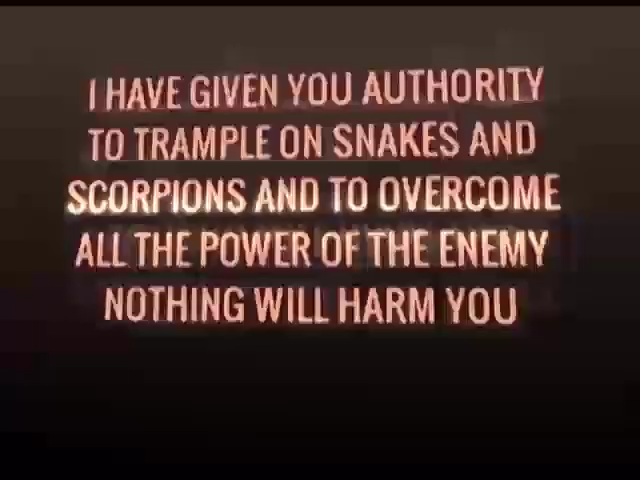 I HAVE GIVEN YOU AUTHORITY
TO TRAMPLE ON SNAKES AND
SCORPIONS AND TO OVERCOME
ALL THE POWER OF THE ENEMY
NOTHING WILL HARM YOU